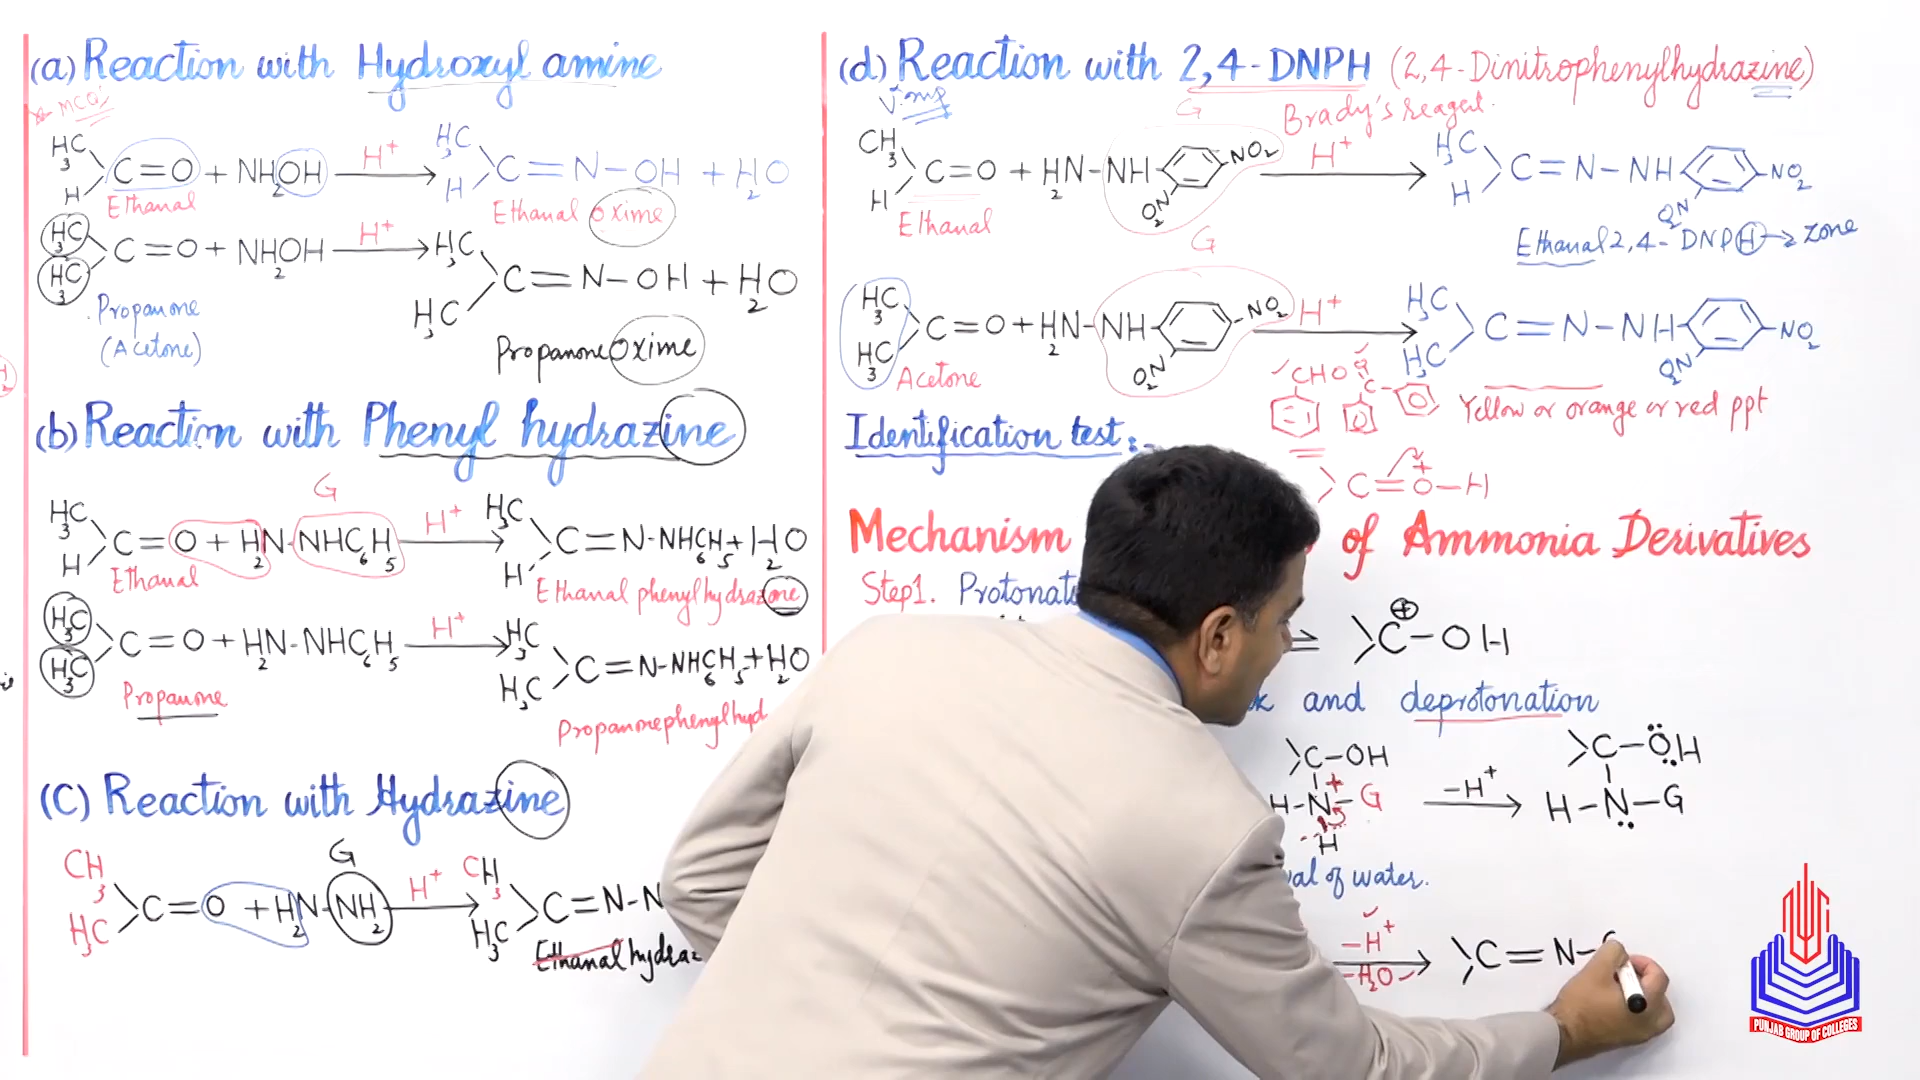 (a) Reaction with Hydroxyl amine
MCQ's
H3C
C=O + NH2OH
H+
H3C
C=N-OH + H2O
H
H
Ethanal
Ethanal Oxime
H3C
C=O + NH2OH
H+
H3C
C=N-OH + H2O
H3C
H3C
Propanone
(Acetone)
Propanone Oxime
(b) Reaction with Phenyl hydrazine
G
H3C
C=O + H2N-NHC6H5
H+
H3C
C=N-NHC6H5+H2O
H
H
Ethanal
Ethanal phenylhydrazone
H3C
C=O + H2N-NHC6H5
H+
H3C
C=N-NHC6H5+H2O
H3C
H3C
Propanone
Propanonephenylhyd
(C) Reaction with Hydrazine
G
CH3
C=O + H2N-NH2
H+
CH3
C=N-N
H3C
H3C
Ethanal hydraz
(d) Reaction with 2,4-DNPH (2,4-Dinitrophenylhydrazine)
V.imp
G
Brady's reagent.
CH3
C=O + H2N-NH
NO2
O2N
H+
H3C
C=N-NH
NO2
O2N
H
H
Ethanal
Ethanal 2,4-DNPH → zone
G
H3C
C=O + H2N-NH
NO2
O2N
H+
H3C
C=N-NH
NO2
O2N
H3C
H3C
Acetone
CHO
O
C
Yellow or orange or red ppt
Identification test:-
C=O-H
+
Mechanism
of Ammonia Derivatives
Step1. Protonat
C-OH
+
and deprotonation
C-OH
H-N-G
+
H
-H+
C-OH
H-N-G
val of water.
-H+
-H2O
C=N-
PUNJAB GROUP OF COLLEGES